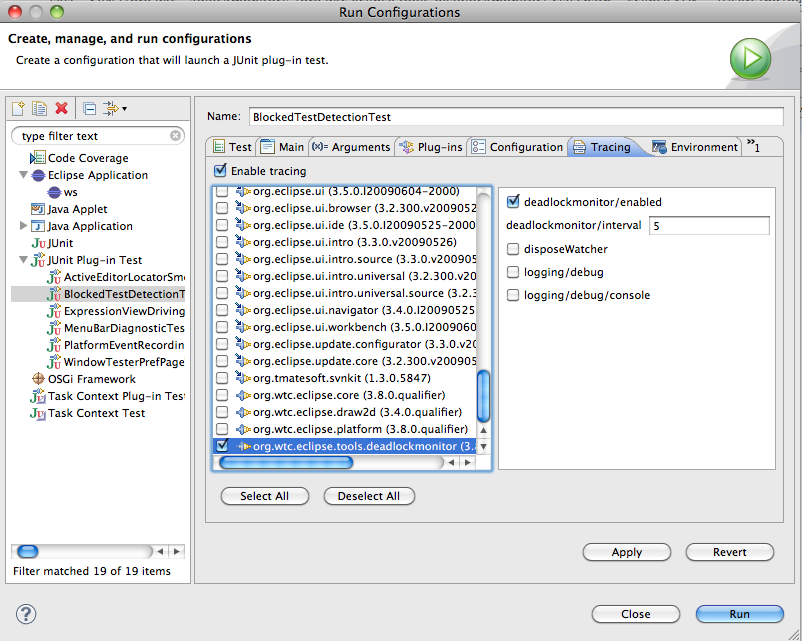 Run Configurations
Create, manage, and run configurations
Create a configuration that will launch a JUnit plug-in test.
type filter text
Code Coverage
Eclipse Application
ws
Java Applet
Java Application
JUnit
JUnit Plug-in Test
ActiveEditorLocatorSmo
BlockedTestDetectionT
ExpressionViewDriving
MenuBarDiagnosticTes
PlatformEventRecordin
WindowTesterPrefPage
OSGi Framework
Task Context Plug-in Test
Task Context Test
Filter matched 19 of 19 items
Name: BlockedTestDetectionTest
Test Main (x)= Arguments Plug-ins Configuration Tracing Environment »1
Enable tracing
org.eclipse.ui (3.5.0.I20090604-2000)
org.eclipse.ui.browser (3.2.300.v2009052
org.eclipse.ui.ide (3.5.0.I20090525-2000
org.eclipse.ui.intro (3.3.0.v20090526)
org.eclipse.ui.intro.source (3.3.0.v20090
org.eclipse.ui.intro.universal (3.2.300.v20
org.eclipse.ui.intro.universal.source (3.2.3
org.eclipse.ui.navigator (3.4.0.I20090525
org.eclipse.ui.workbench (3.5.0.I2009060
org.eclipse.update.configurator (3.3.0.v20
org.eclipse.update.core (3.2.300.v200905
org.tmatesoft.svnkit (1.3.0.5847)
org.wtc.eclipse.core (3.8.0.qualifier)
org.wtc.eclipse.draw2d (3.4.0.qualifier)
org.wtc.eclipse.platform (3.8.0.qualifier)
org.wtc.eclipse.tools.deadlockmonitor (3.
deadlockmonitor/enabled
deadlockmonitor/interval 5
disposeWatcher
logging/debug
logging/debug/console
Select All Deselect All
Apply Revert
? Close Run